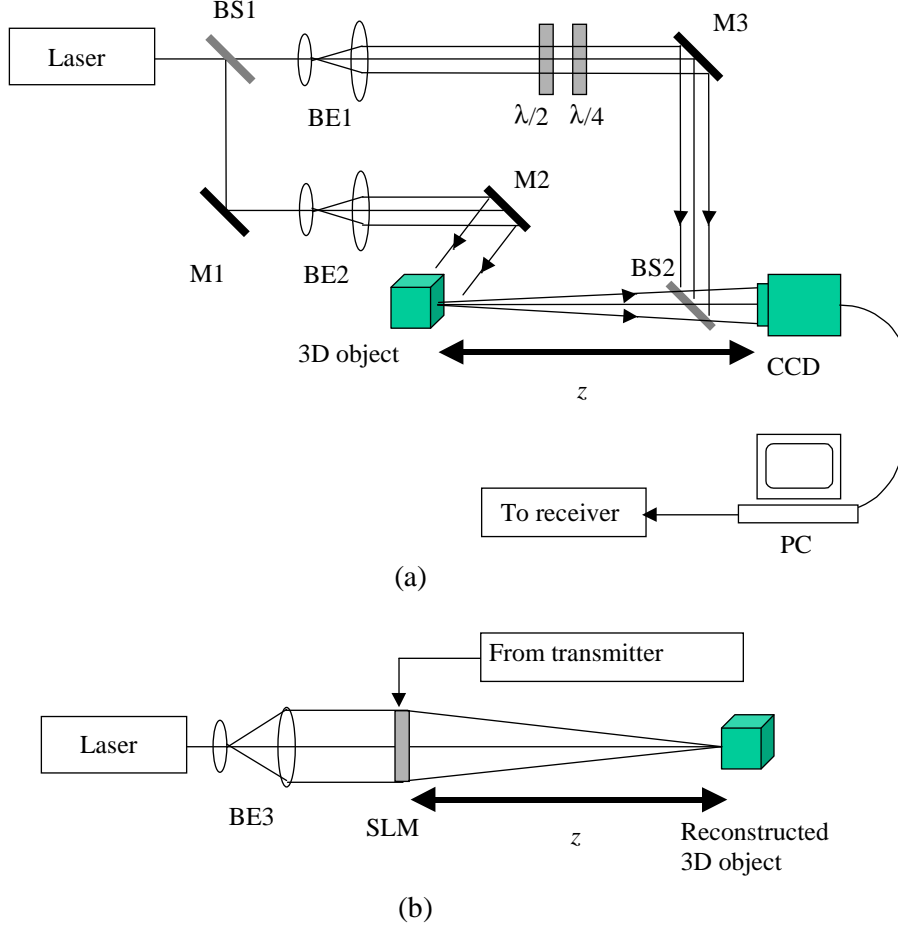 BS1
M3
Laser
BE1
λ/2
λ/4
M2
M1
BE2
BS2
3D object
CCD
z
To receiver
PC
(a)
From transmitter
Laser
BE3
SLM
z
Reconstructed
3D object
(b)